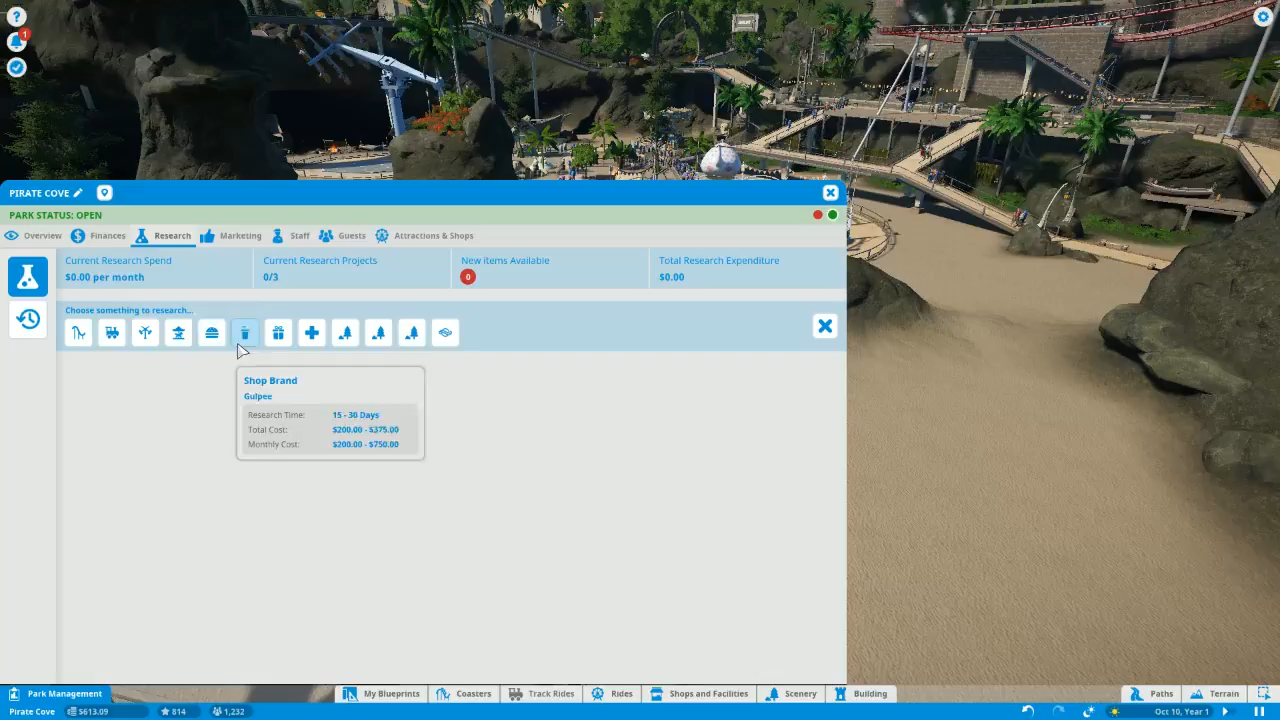 ?
1
PIRATE COVE
PARK STATUS: OPEN
Overview Finances Research Marketing Staff Guests Attractions & Shops
Current Research Spend Current Research Projects New Items Available Total Research Expenditure
$0.00 per month 0/3 0 $0.00
Choose something to research...
Shop Brand
Gulpee
Research Time: 15 - 30 Days
Total Cost: $200.00 - $375.00
Monthly Cost: $200.00 - $750.00
Park Management My Blueprints Coasters Track Rides Rides Shops and Facilities Scenery Building Paths Terrain
Pirate Cove $613.09 814 1,232 Oct 10, Year 1